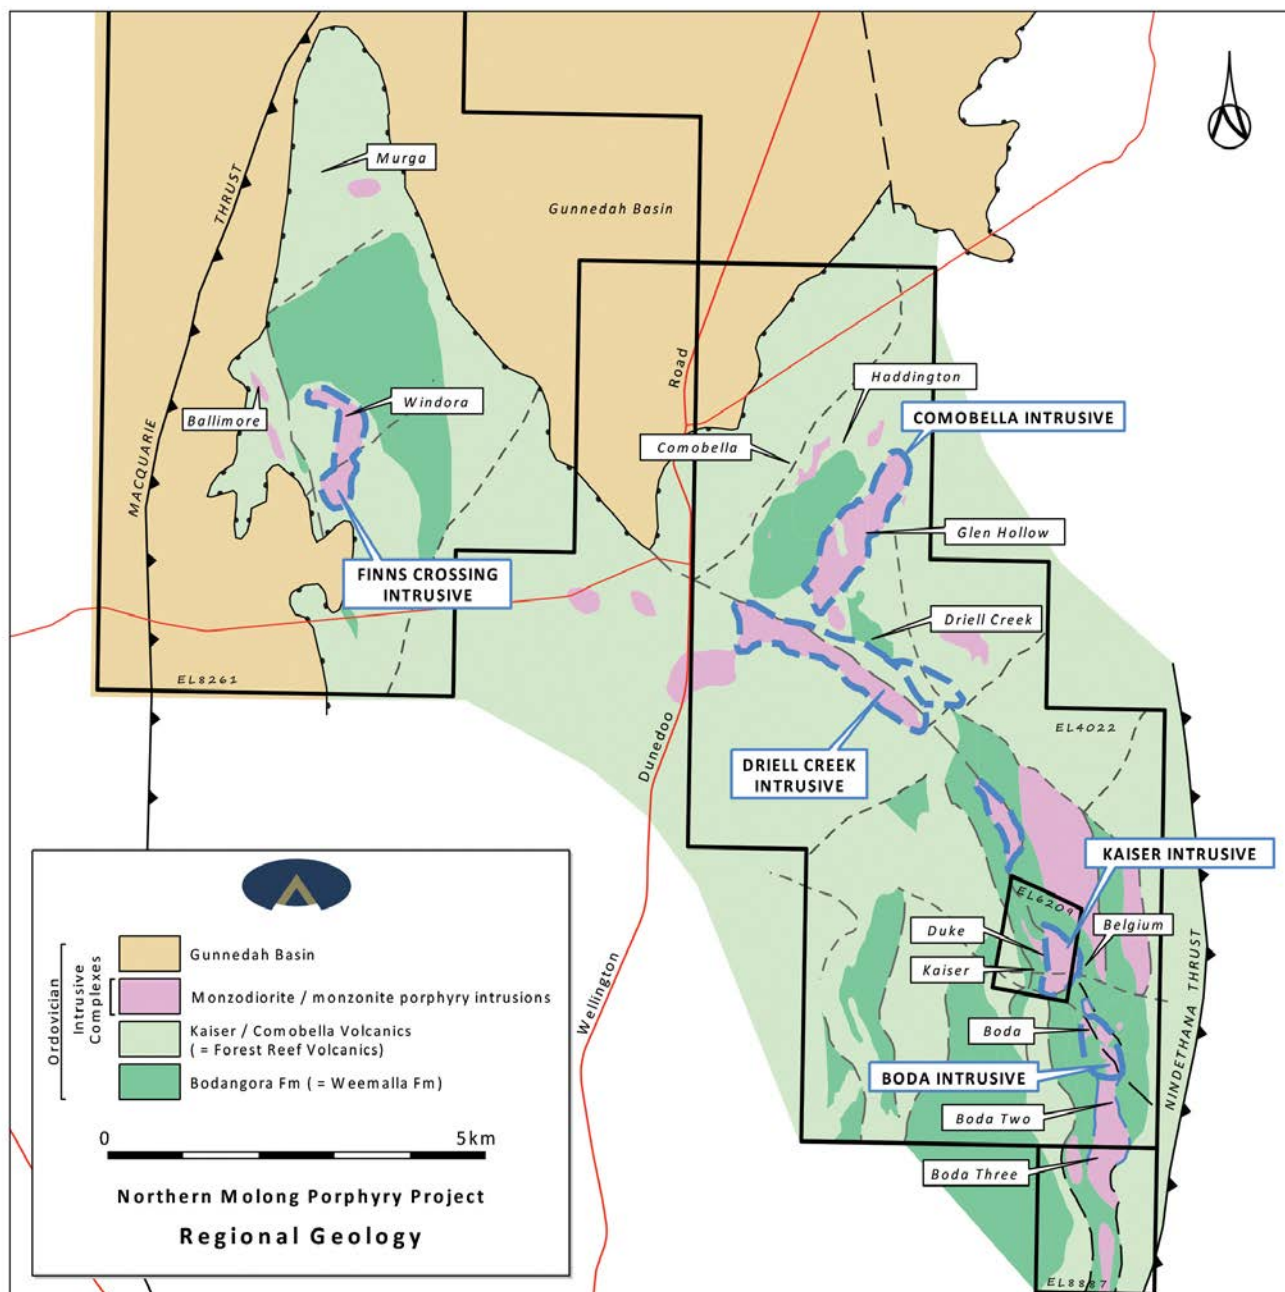 Murga
THRUST
Gunnedah Basin
Road
Haddington
Windora
COMOBELLA INTRUSIVE
Ballimore
Comobella
MACQUARIE
Glen Hollow
FINNS CROSSING
INTRUSIVE
Driell Creek
EL8261
EL4022
Dunedoo
DRIELL CREEK
INTRUSIVE
KAISER INTRUSIVE
EL6209
Duke
Belgium
Kaiser
Wellington
NINDETHANA THRUST
Boda
BODA INTRUSIVE
Boda Two
Boda Three
EL8887
Ordovician
Intrusive
Complexes
Gunnedah Basin
Monzodiorite / monzonite porphyry intrusions
Kaiser / Comobella Volcanics
( = Forest Reef Volcanics)
Bodangora Fm ( = Weemalla Fm)
0 5km
Northern Molong Porphyry Project
Regional Geology